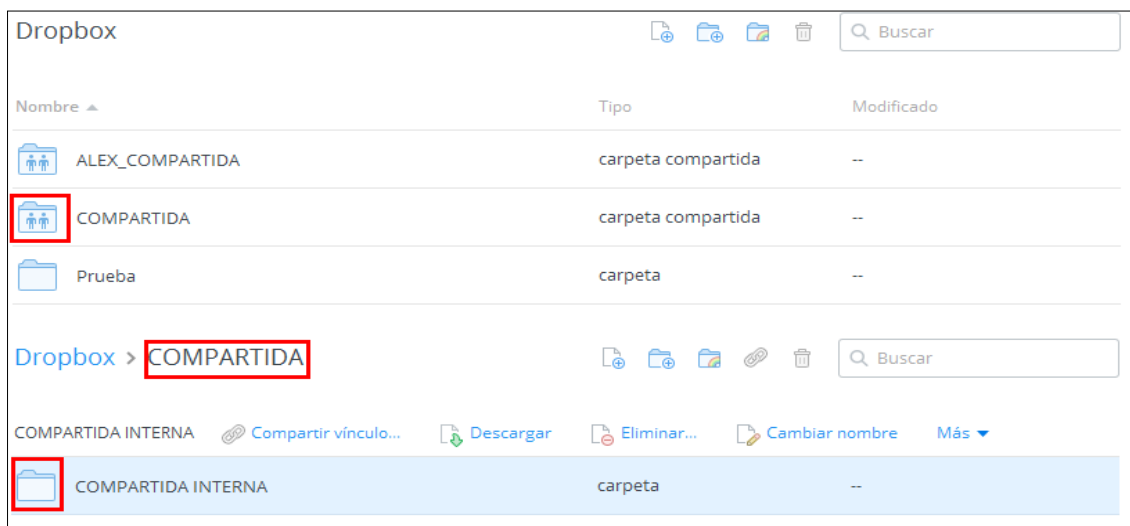 Dropbox Buscar
Nombre Tipo Modificado
ALEX_COMPARTIDA carpeta compartida --
COMPARTIDA carpeta compartida --
Prueba carpeta --
Dropbox > COMPARTIDA Buscar
COMPARTIDA INTERNA Compartir vínculo... Descargar Eliminar... Cambiar nombre Más
COMPARTIDA INTERNA carpeta --